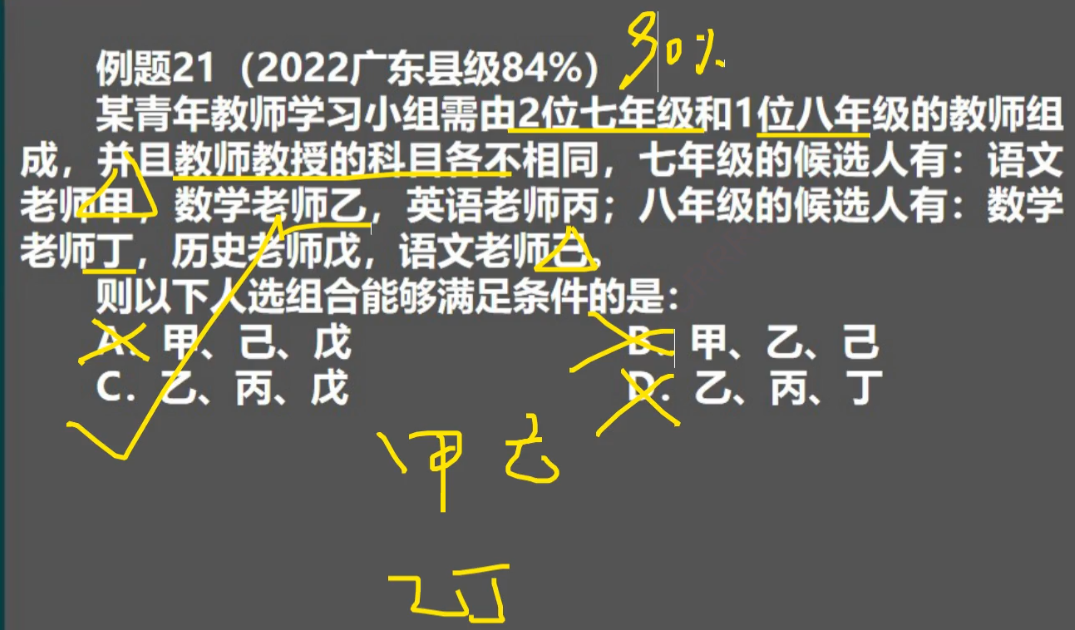 80%
例题21（2022广东县级84%）
某青年教师学习小组需由2位七年级和1位八年级的教师组
成，并且教师教授的科目各不相同，七年级的候选人有：语文
老师甲，数学老师乙，英语老师丙；八年级的候选人有：数学
老师丁，历史老师戊，语文老师己。
则以下人选组合能够满足条件的是：
A．甲、己、戊 B．甲、乙、己
C．乙、丙、戊 D．乙、丙、丁
甲 己
乙丁